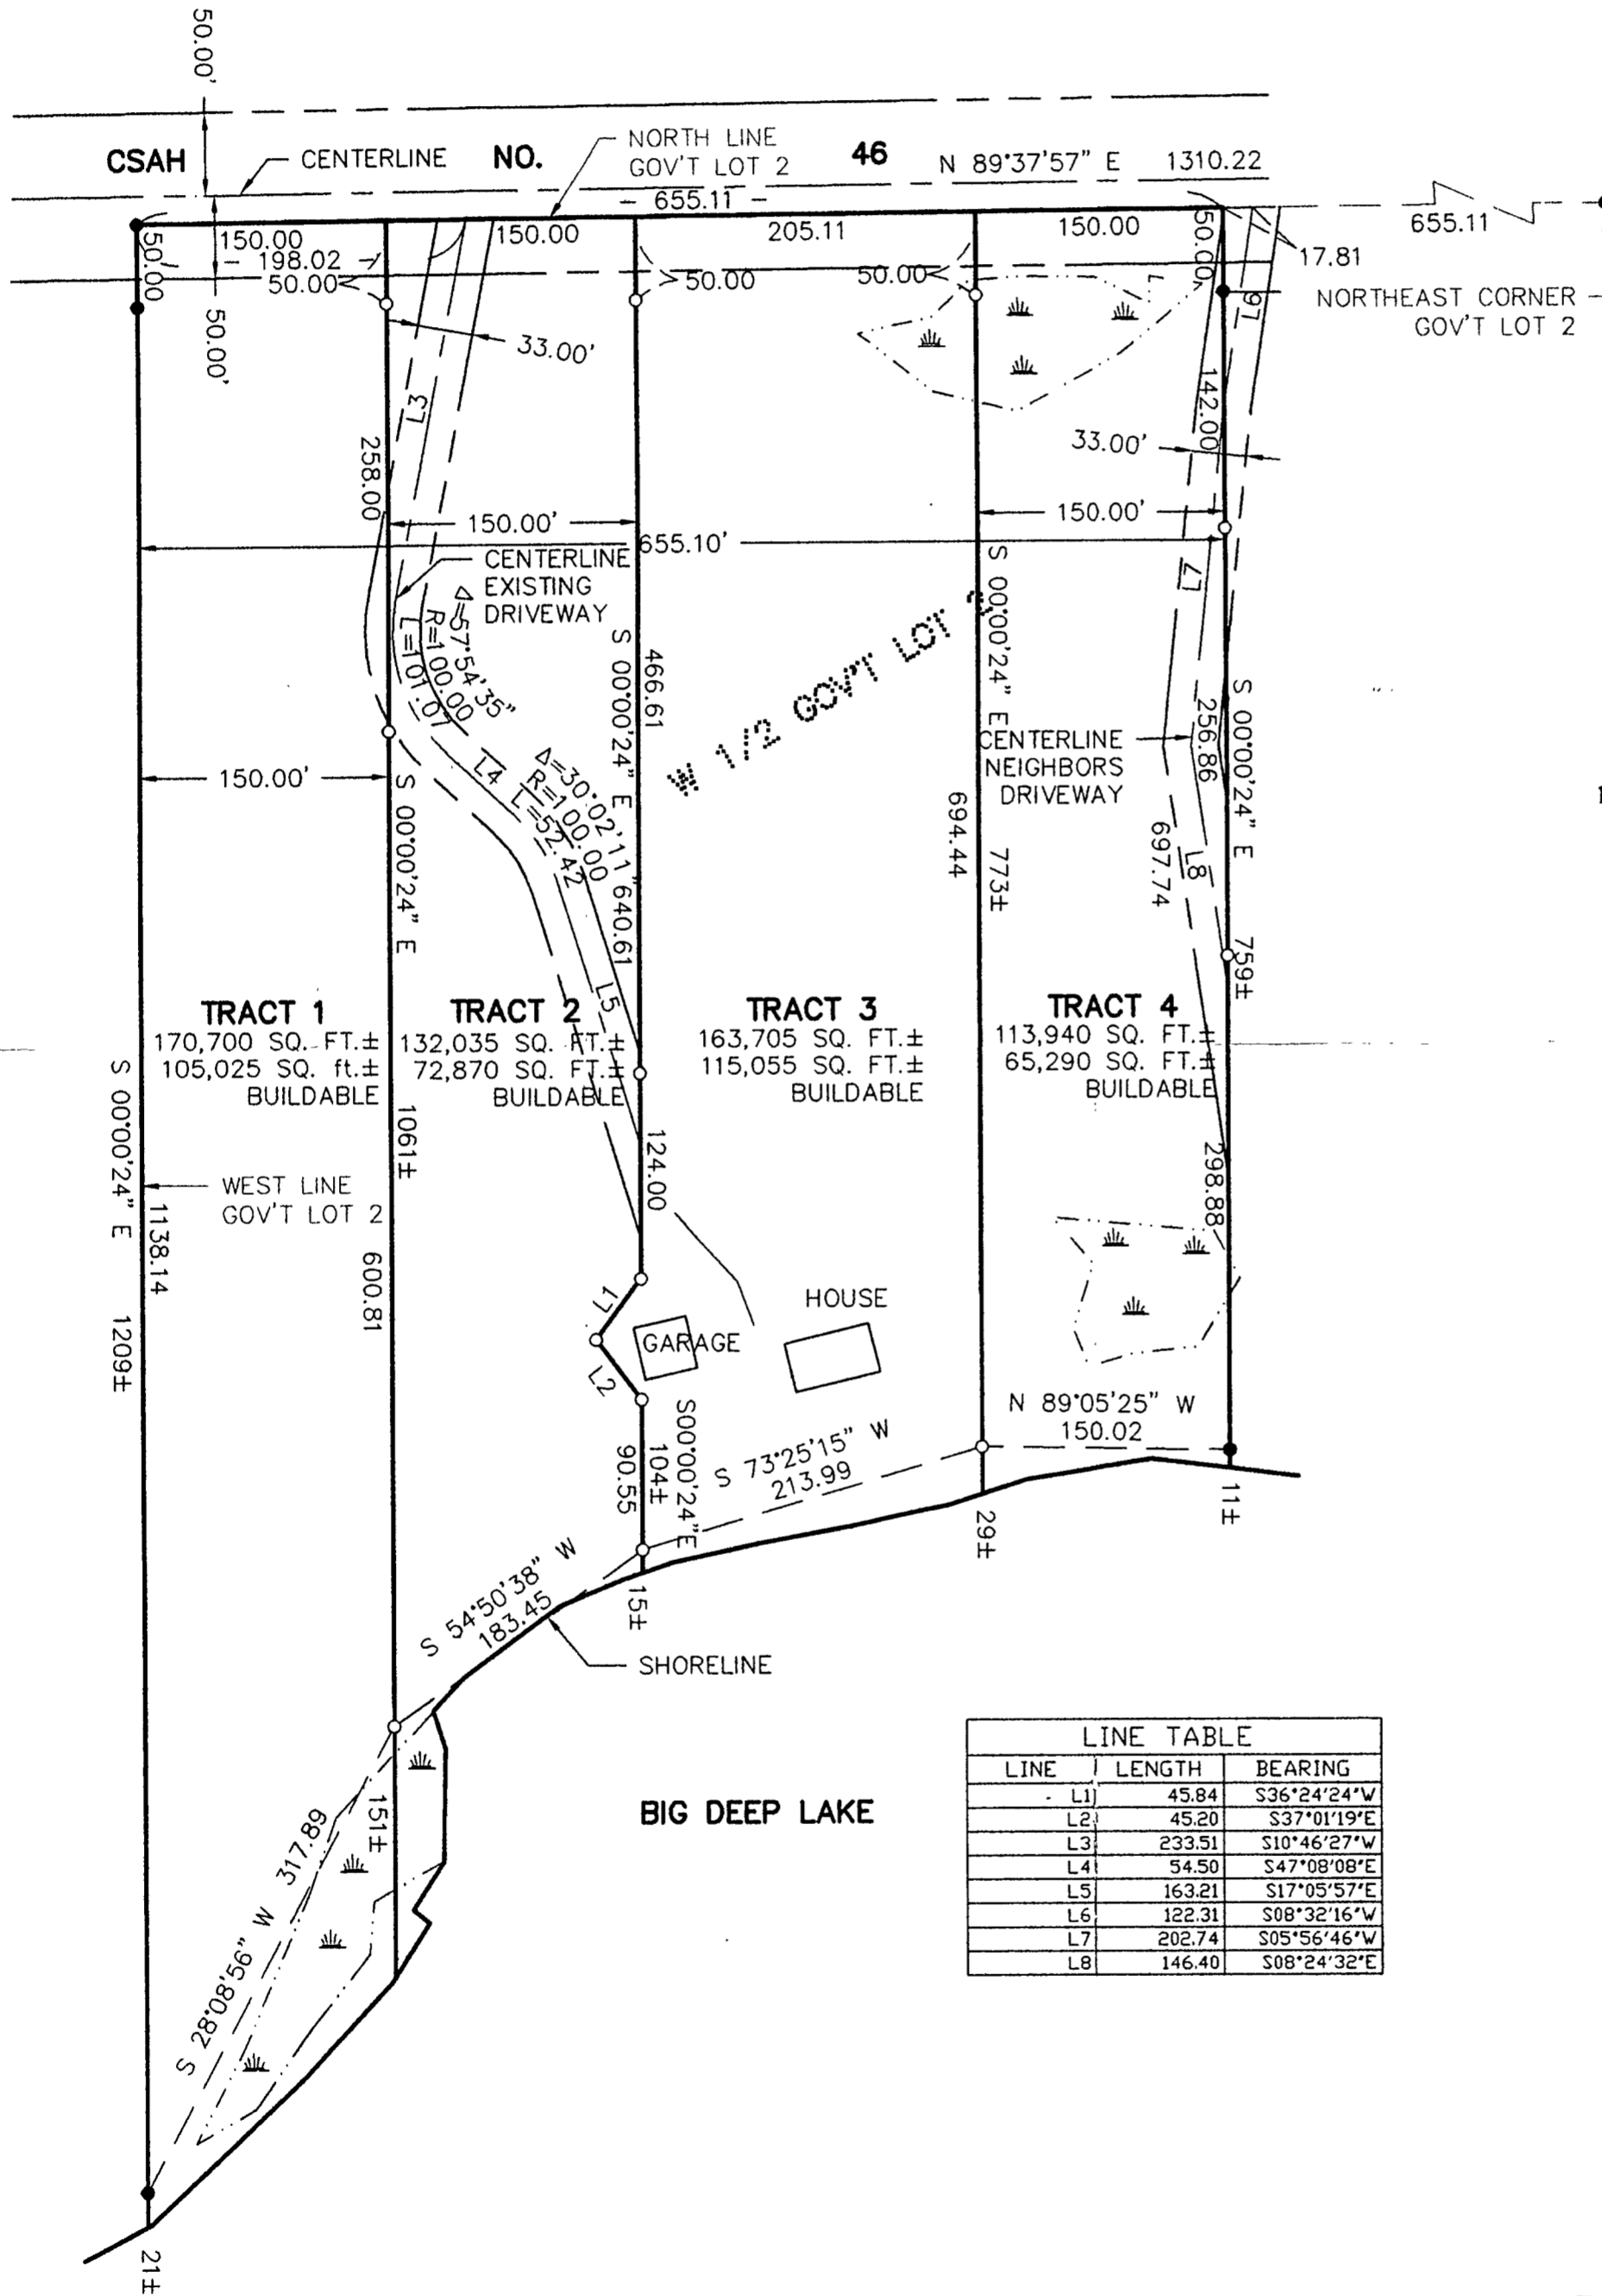 50.00'
CSAH
CENTERLINE
NO.
NORTH LINE
GOV'T LOT 2
46
N 89°37'57" E
1310.22
- 655.11 -
655.11
50.00
150.00
- 198.02 -
50.00
150.00
50.00
205.11
50.00
150.00
50.00
17.81
L6
NORTHEAST CORNER
GOV'T LOT 2
50.00'
33.00'
L3
142.00
33.00'
258.00
150.00'
150.00'
655.10'
CENTERLINE
EXISTING
DRIVEWAY
Δ=57°54'35"
R=100.00
L=101.07
S 00°00'24" E
466.61
W 1/2 GOV'T LOT 2
S 00°00'24" E
L7
256.86
S 00°00'24" E
CENTERLINE
NEIGHBORS
DRIVEWAY
150.00'
S 00°00'24" E
L4
Δ=30°02'11"
R=100.00
L=52.42
640.61
694.44
773±
697.74
L8
759±
L5
TRACT 1
170,700 SQ. FT.±
105,025 SQ. ft.±
BUILDABLE
TRACT 2
132,035 SQ. FT.±
72,870 SQ. FT.±
BUILDABLE
TRACT 3
163,705 SQ. FT.±
115,055 SQ. FT.±
BUILDABLE
TRACT 4
113,940 SQ. FT.±
65,290 SQ. FT.±
BUILDABLE
S 00°00'24" E
1209±
1138.14
WEST LINE
GOV'T LOT 2
1061±
600.81
124.00
298.88
L1
L2
GARAGE
HOUSE
S00°00'24"E
104±
90.55
S 73°25'15" W
213.99
N 89°05'25" W
150.02
11±
29±
15±
S 54°50'38" W
183.45
SHORELINE
BIG DEEP LAKE
151±
S 28°08'56" W 317.89
21±
LINE TABLE
LINE LENGTH BEARING
L1 45.84 S36°24'24"W
L2 45.20 S37°01'19"E
L3 233.51 S10°46'27"W
L4 54.50 S47°08'08"E
L5 163.21 S17°05'57"E
L6 122.31 S08°32'16"W
L7 202.74 S05°56'46"W
L8 146.40 S08°24'32"E